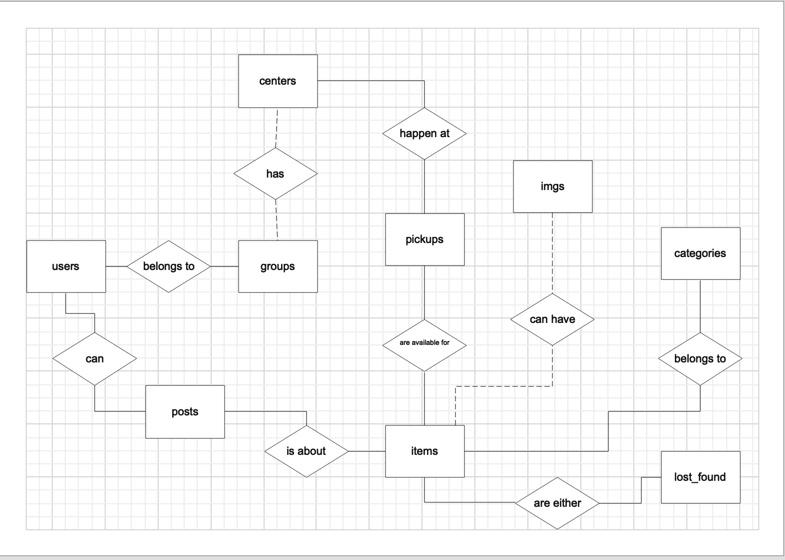 centers
happen at
has
imgs
pickups
users
belongs to
groups
categories
can have
are available for
can
belongs to
posts
is about
items
lost_found
are either